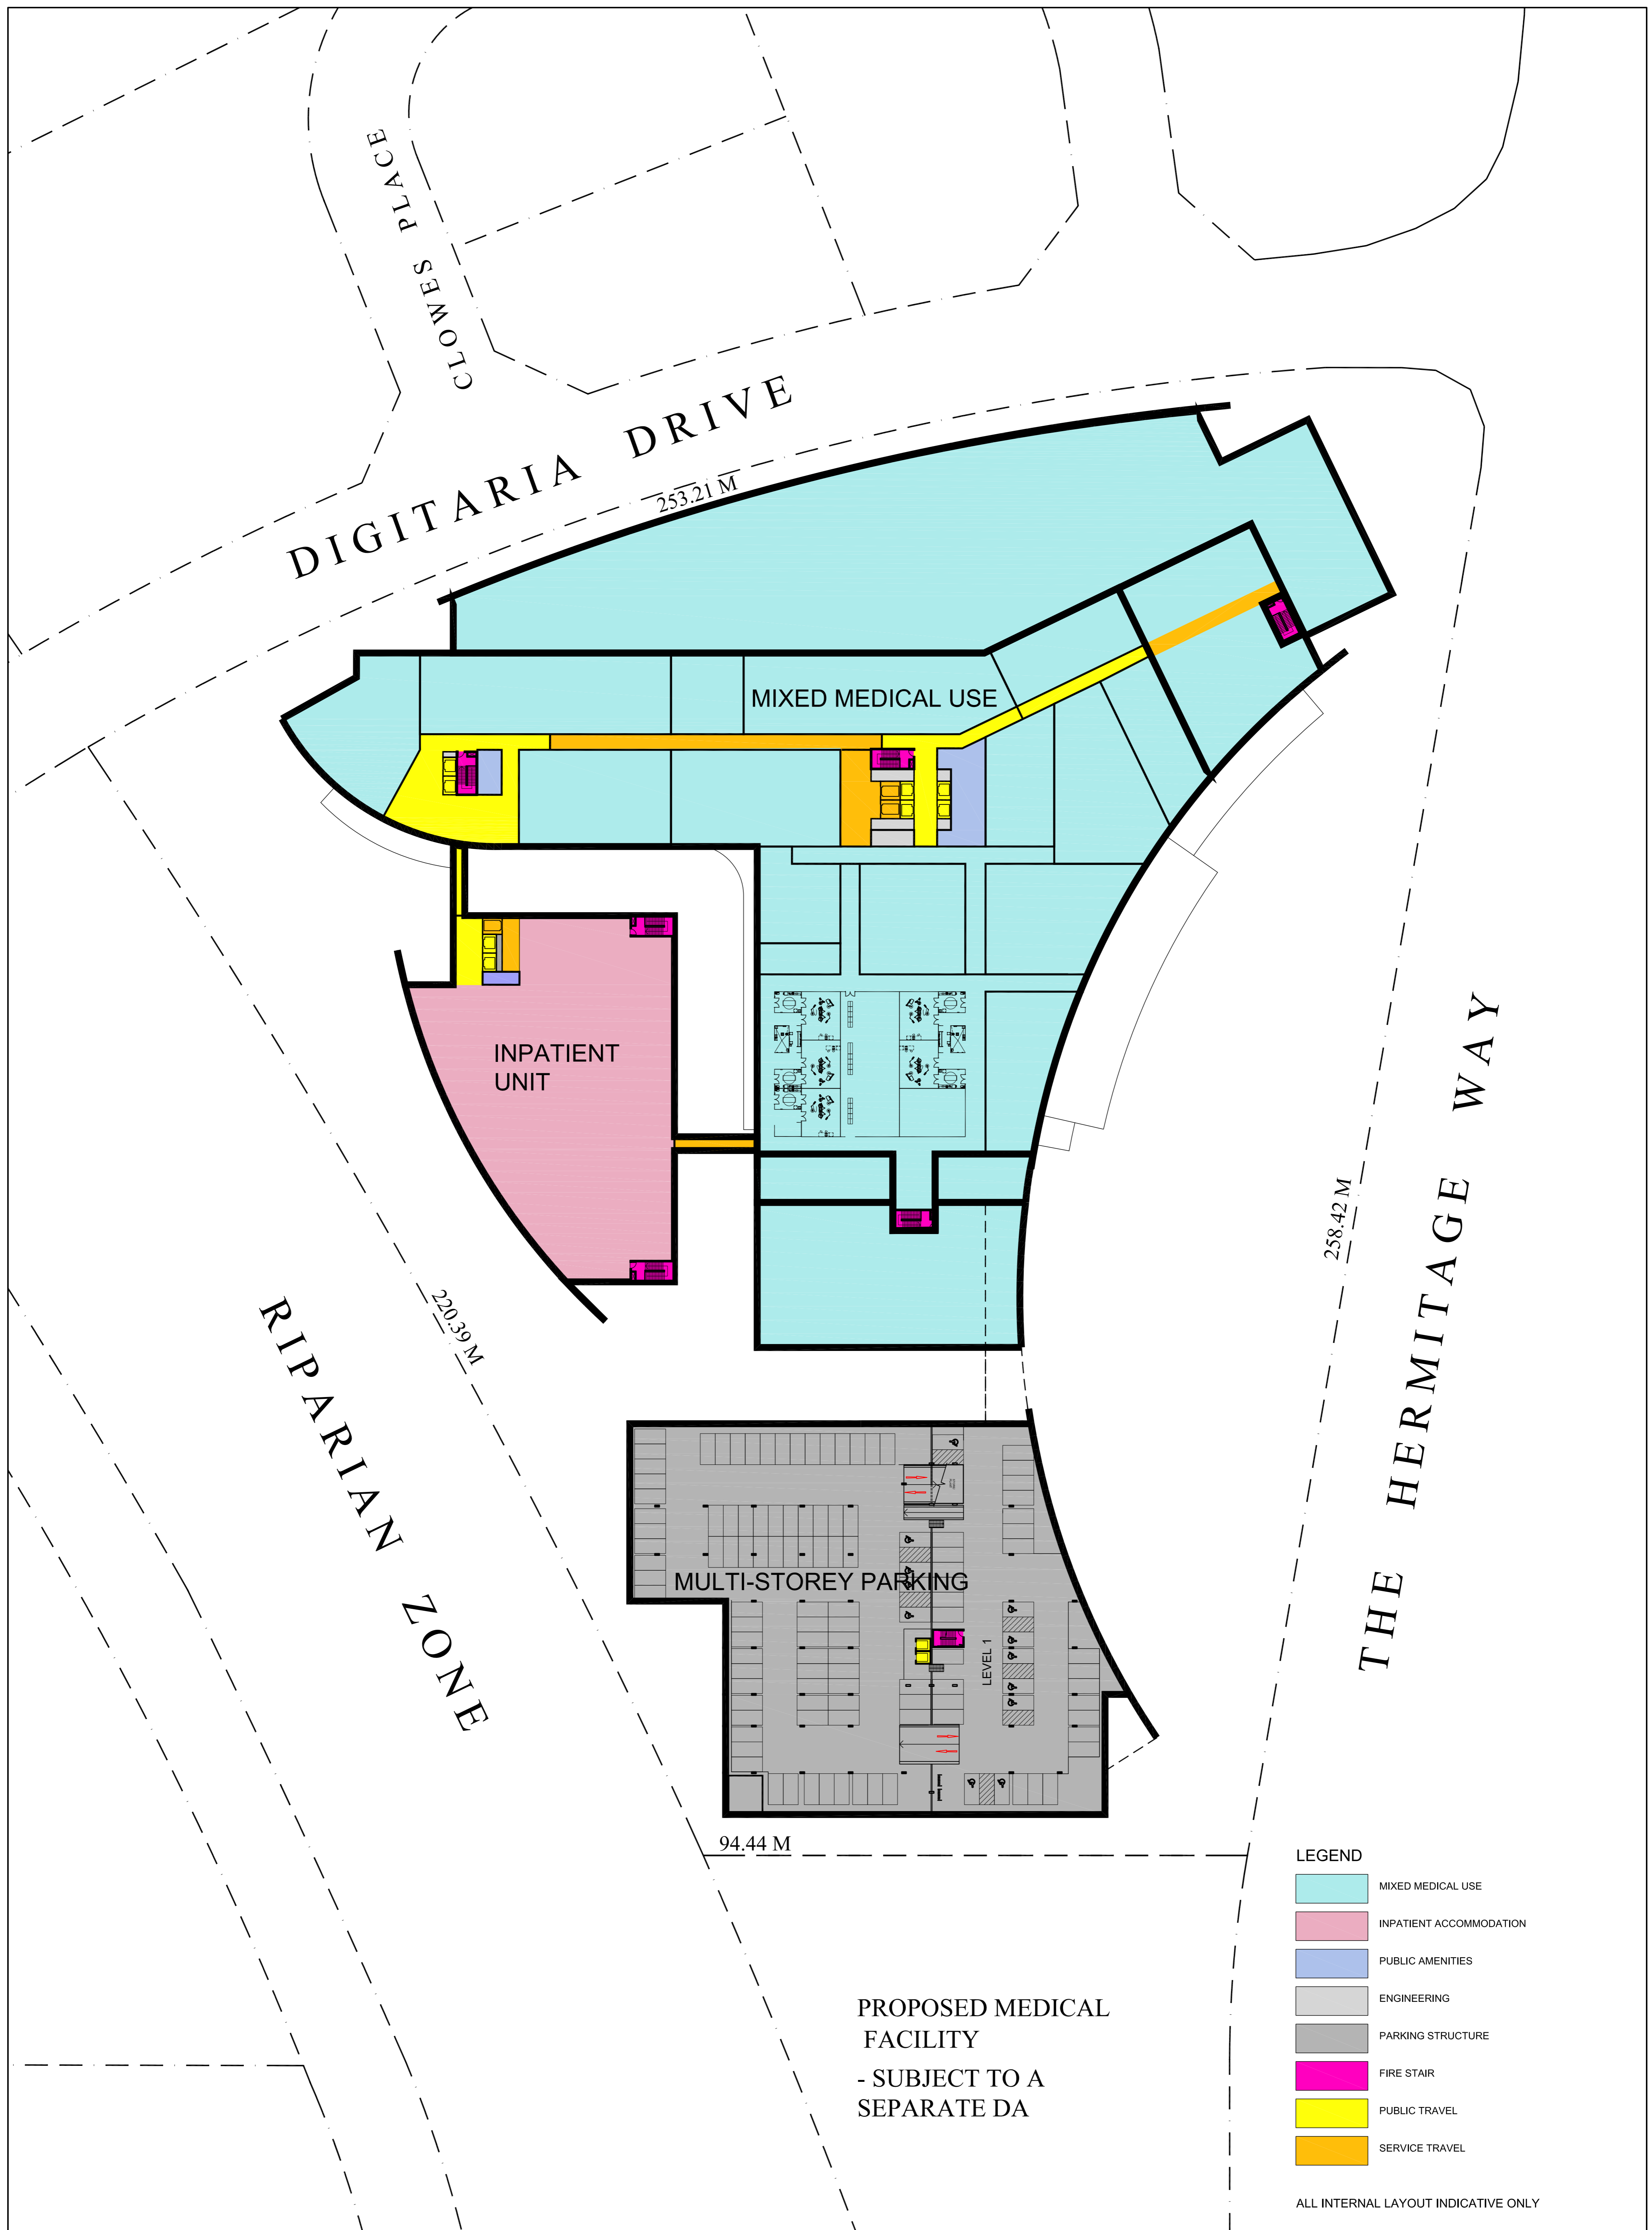 CLOWES PLACE
DIGITARIA DRIVE
253.21 M
MIXED MEDICAL USE
INPATIENT
UNIT
THE HERMITAGE WAY
258.42 M
220.39 M
RIPARIAN ZONE
MULTI-STOREY PARKING
LEVEL 1
94.44 M
PROPOSED MEDICAL
FACILITY
- SUBJECT TO A
SEPARATE DA
LEGEND
MIXED MEDICAL USE
INPATIENT ACCOMMODATION
PUBLIC AMENITIES
ENGINEERING
PARKING STRUCTURE
FIRE STAIR
PUBLIC TRAVEL
SERVICE TRAVEL
ALL INTERNAL LAYOUT INDICATIVE ONLY